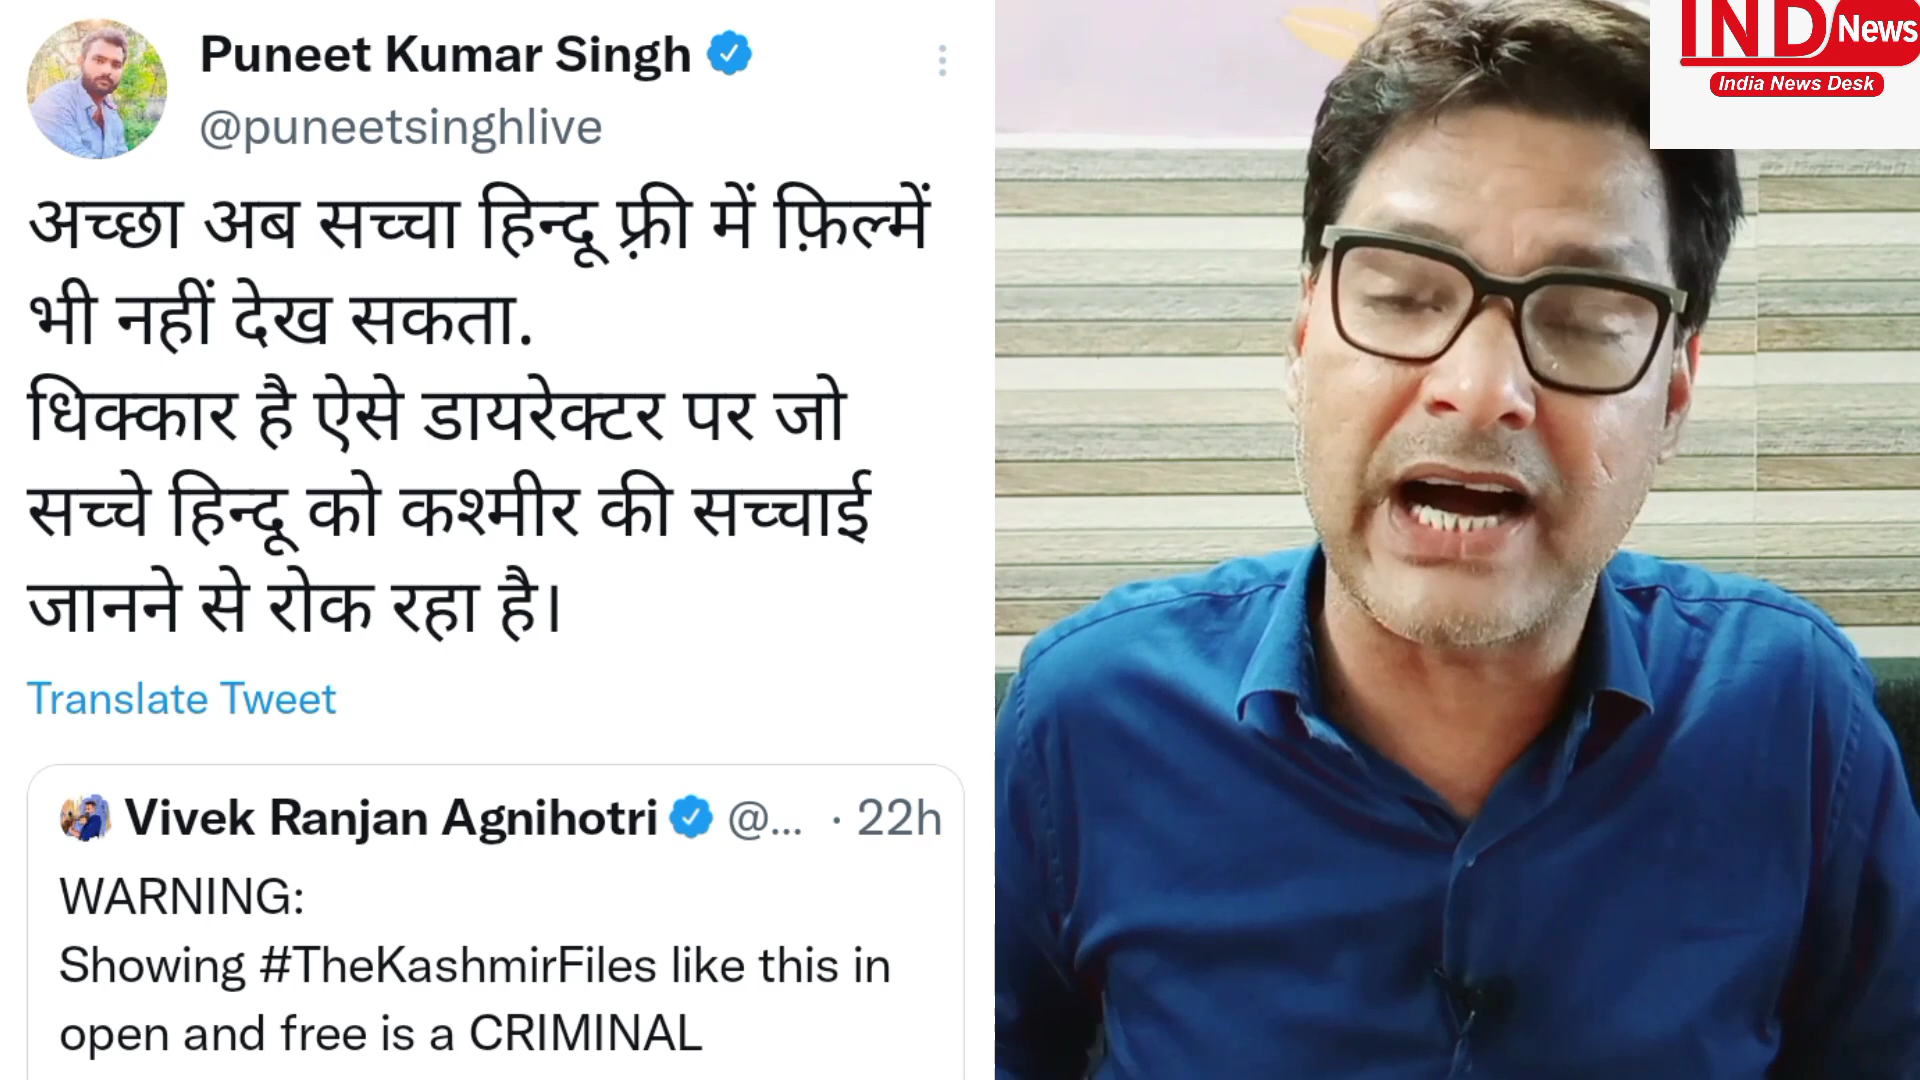 Puneet Kumar Singh
@puneetsinghlive
अच्छा अब सच्चा हिन्दू फ़्री में फ़िल्में
भी नहीं देख सकता.
धिक्कार है ऐसे डायरेक्टर पर जो
सच्चे हिन्दू को कश्मीर की सच्चाई
जानने से रोक रहा है।
Translate Tweet
Vivek Ranjan Agnihotri @... · 22h
WARNING:
Showing #TheKashmirFiles like this in
open and free is a CRIMINAL
IND News
India News Desk